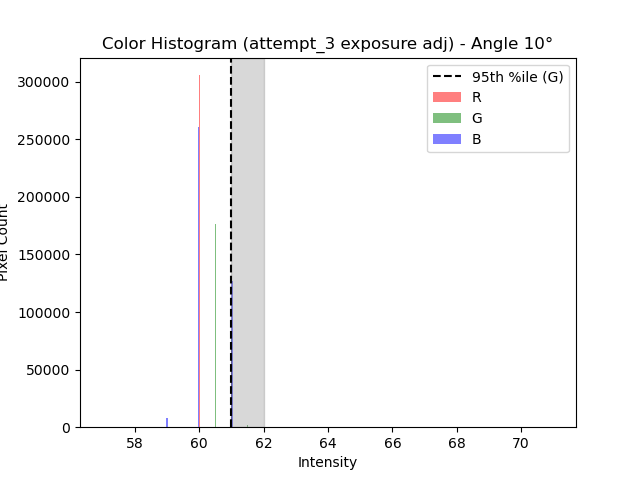 Color Histogram (attempt_3 exposure adj) - Angle 10°
300000
250000
200000
150000
100000
50000
0
Pixel Count
58
60
62
64
66
68
70
Intensity
95th %ile (G)
R
G
B